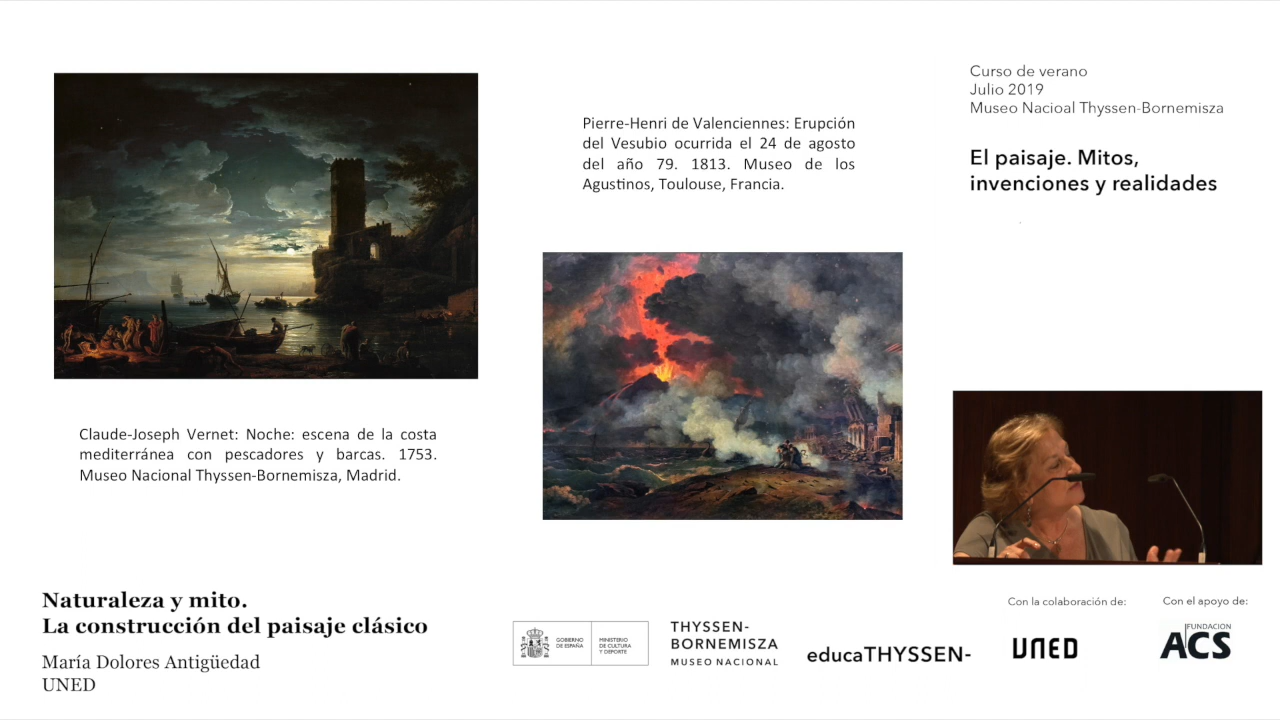 Curso de verano
Julio 2019
Museo Nacioal Thyssen-Bornemisza
El paisaje. Mitos,
invenciones y realidades
Pierre-Henri de Valenciennes: Erupción
del Vesubio ocurrida el 24 de agosto
del año 79. 1813. Museo de los
Agustinos, Toulouse, Francia.
Claude-Joseph Vernet: Noche: escena de la costa
mediterránea con pescadores y barcas. 1753.
Museo Nacional Thyssen-Bornemisza, Madrid.
Naturaleza y mito.
La construcción del paisaje clásico
María Dolores Antigüedad
UNED
GOBIERNO
DE ESPAÑA
MINISTERIO
DE CULTURA
Y DEPORTE
THYSSEN-
BORNEMISZA
MUSEO NACIONAL
educaTHYSSEN-
Con la colaboración de:
UNED
Con el apoyo de:
FUNDACION
ACS